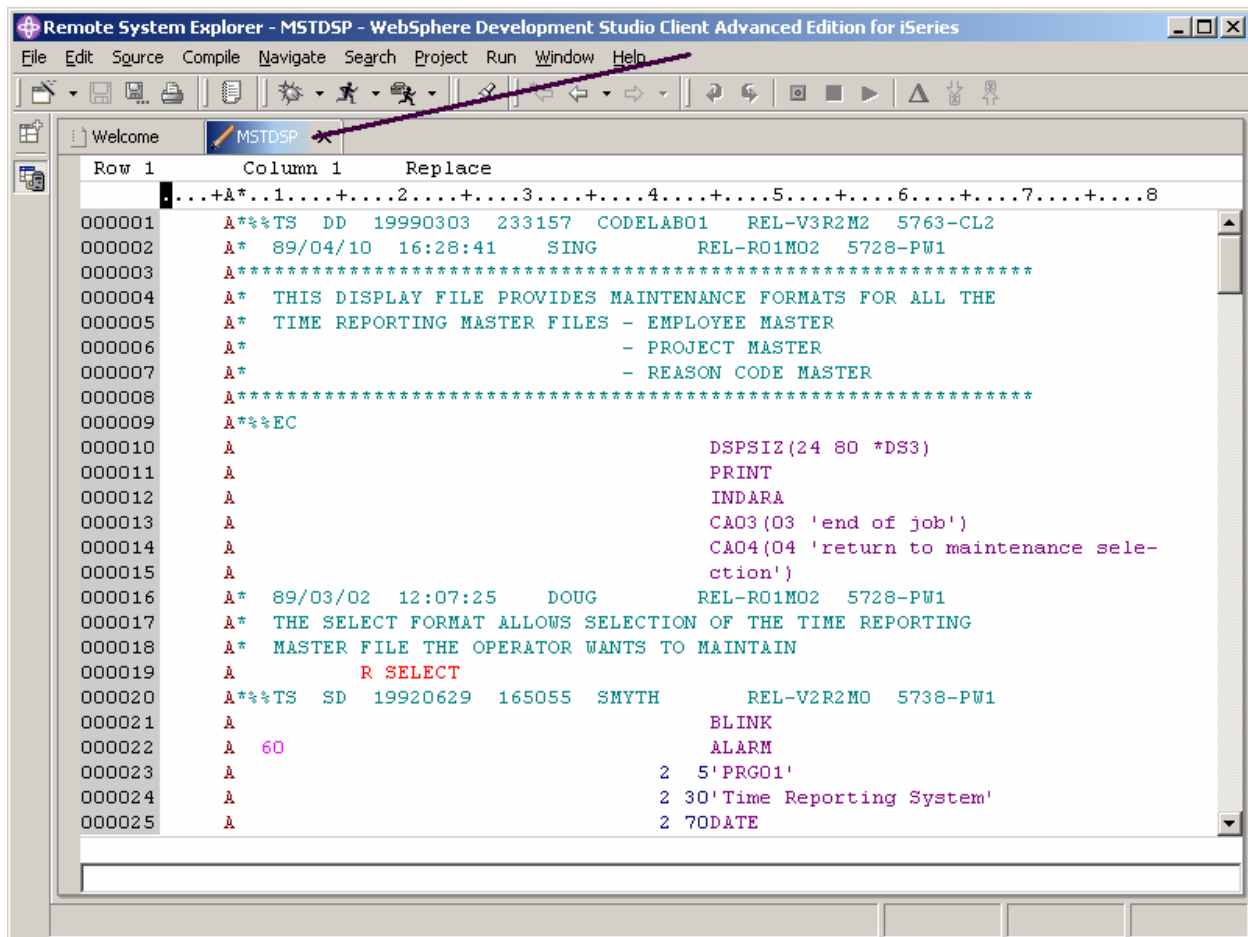 Remote System Explorer - MSTDSP - WebSphere Development Studio Client Advanced Edition for iSeries
File Edit Source Compile Navigate Search Project Run Window Help
Welcome MSTDSP
Row 1 Column 1 Replace
....+A*..1....+....2....+....3....+....4....+....5....+....6....+....7....+....8
000001 A*%%TS DD 19990303 233157 CODELAB01 REL-V3R2M2 5763-CL2
000002 A* 89/04/10 16:28:41 SING REL-R01M02 5728-PW1
000003 A****************************************************************
000004 A* THIS DISPLAY FILE PROVIDES MAINTENANCE FORMATS FOR ALL THE
000005 A* TIME REPORTING MASTER FILES - EMPLOYEE MASTER
000006 A* - PROJECT MASTER
000007 A* - REASON CODE MASTER
000008 A****************************************************************
000009 A*%%EC
000010 A DSPSIZ(24 80 *DS3)
000011 A PRINT
000012 A INDARA
000013 A CA03(03 'end of job')
000014 A CA04(04 'return to maintenance sele-
000015 A ction')
000016 A* 89/03/02 12:07:25 DOUG REL-R01M02 5728-PW1
000017 A* THE SELECT FORMAT ALLOWS SELECTION OF THE TIME REPORTING
000018 A* MASTER FILE THE OPERATOR WANTS TO MAINTAIN
000019 A R SELECT
000020 A*%%TS SD 19920629 165055 SMYTH REL-V2R2M0 5738-PW1
000021 A BLINK
000022 A 60 ALARM
000023 A 2 5'PRG01'
000024 A 2 30'Time Reporting System'
000025 A 2 70DATE